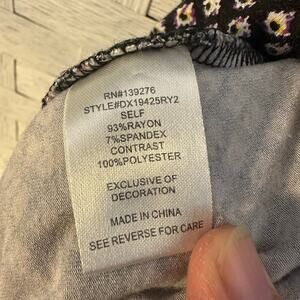 RN#139276
STYLE#DX19425RY2
SELF
93%RAYON
7%SPANDEX
CONTRAST
100%POLYESTER
EXCLUSIVE OF
DECORATION
MADE IN CHINA
SEE REVERSE FOR CARE